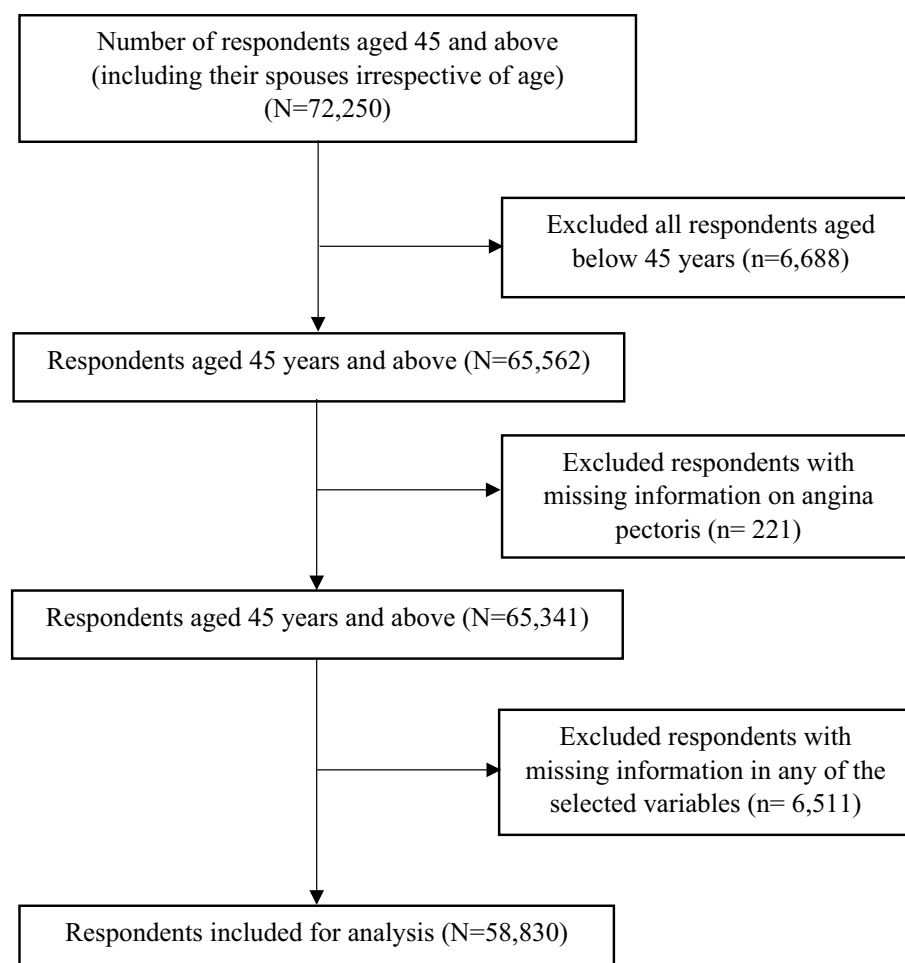 Number of respondents aged 45 and above
(including their spouses irrespective of age)
(N=72,250)
Excluded all respondents aged
below 45 years (n=6,688)
Respondents aged 45 years and above (N=65,562)
Excluded respondents with
missing information on angina
pectoris (n= 221)
Respondents aged 45 years and above (N=65,341)
Excluded respondents with
missing information in any of the
selected variables (n= 6,511)
Respondents included for analysis (N=58,830)